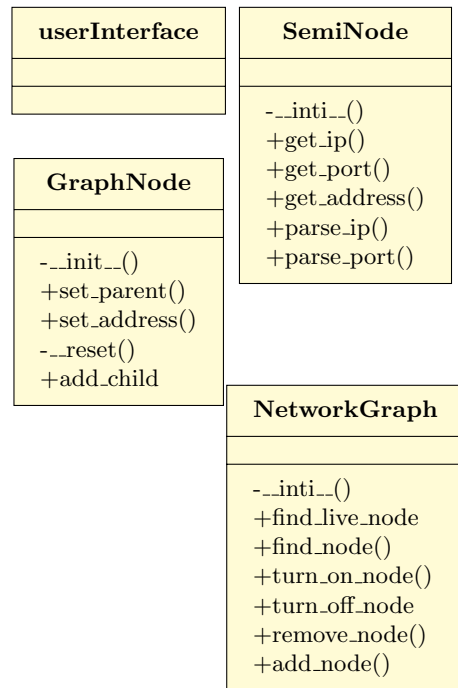 userInterface
SemiNode
-__inti__()
+get_ip()
+get_port()
+get_address()
+parse_ip()
+parse_port()
GraphNode
-__init__()
+set_parent()
+set_address()
-__reset()
+add_child
NetworkGraph
-__inti__()
+find_live_node
+find_node()
+turn_on_node()
+turn_off_node
+remove_node()
+add_node()